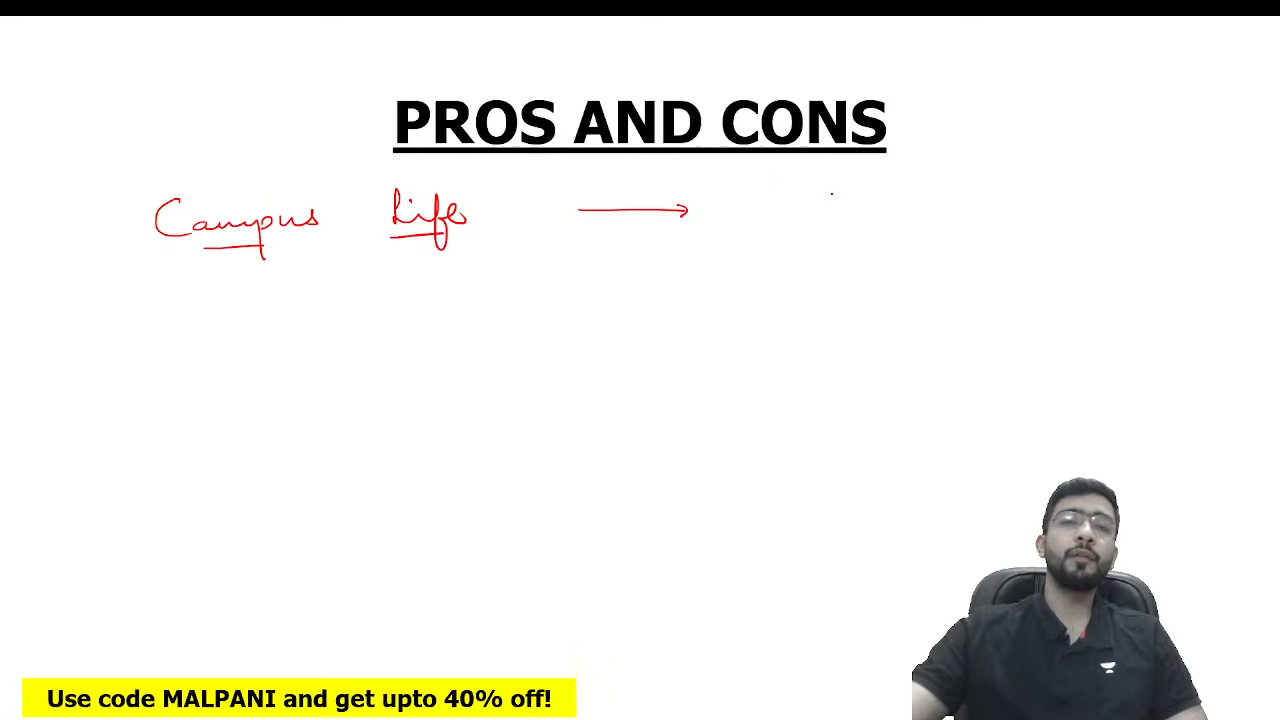 PROS AND CONS
Campus Life
Use code MALPANI and get upto 40% off!